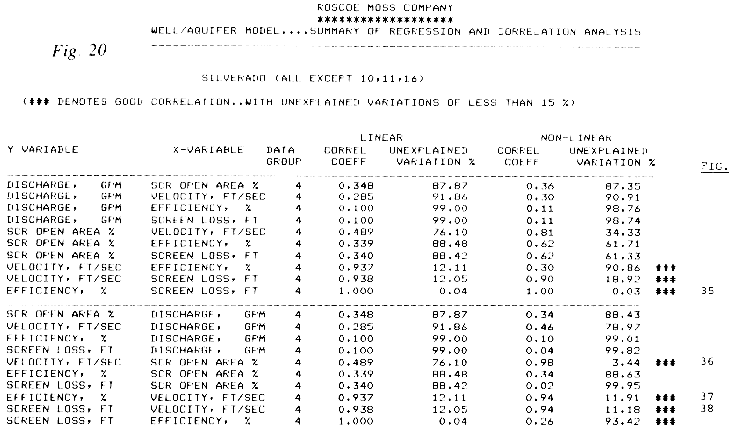 ROSCOE MOSS COMPANY
*******************
WELL/AQUIFER MODEL....SUMMARY OF REGRESSION AND CORRELATION ANALYSIS
Fig. 20
SILVERADO (ALL EXCEPT 10,11,16)
(### DENOTES GOOD CORRELATION..WITH UNEXPLAINED VARIATIONS OF LESS THAN 15 %)
LINEAR NON-LINEAR
Y VARIABLE X-VARIABLE DATA CORREL UNEXPLAINED CORREL UNEXPLAINED
GROUP COEFF VARIATION % COEFF VARIATION % FIG.
DISCHARGE, GPM SCR OPEN AREA % 4 0.348 87.87 0.36 87.35
DISCHARGE, GPM VELOCITY, FT/SEC 4 0.285 91.86 0.30 90.91
DISCHARGE, GPM EFFICIENCY, % 4 0.100 99.00 0.11 98.76
DISCHARGE, GPM SCREEN LOSS, FT 4 0.100 99.00 0.11 98.74
SCR OPEN AREA % VELOCITY, FT/SEC 4 0.489 76.10 0.81 34.33
SCR OPEN AREA % EFFICIENCY, % 4 0.339 88.48 0.62 61.71
SCR OPEN AREA % SCREEN LOSS, FT 4 0.340 88.42 0.62 61.33
VELOCITY, FT/SEC EFFICIENCY, % 4 0.937 12.11 0.30 90.86 ###
VELOCITY, FT/SEC SCREEN LOSS, FT 4 0.938 12.05 0.90 18.92 ###
EFFICIENCY, % SCREEN LOSS, FT 4 1.000 0.04 1.00 0.03 ### 35
SCR OPEN AREA % DISCHARGE, GPM 4 0.348 87.87 0.34 88.43
VELOCITY, FT/SEC DISCHARGE, GPM 4 0.285 91.86 0.46 78.97
EFFICIENCY, % DISCHARGE, GPM 4 0.100 99.00 0.10 99.01
SCREEN LOSS, FT DISCHARGE, GPM 4 0.100 99.00 0.04 99.82
VELOCITY, FT/SEC SCR OPEN AREA % 4 0.489 76.10 0.98 3.44 ### 36
EFFICIENCY, % SCR OPEN AREA % 4 0.339 88.48 0.34 88.63
SCREEN LOSS, FT SCR OPEN AREA % 4 0.340 88.42 0.02 99.95
EFFICIENCY, % VELOCITY, FT/SEC 4 0.937 12.11 0.94 11.91 ### 37
SCREEN LOSS, FT VELOCITY, FT/SEC 4 0.938 12.05 0.94 11.18 ### 38
SCREEN LOSS, FT EFFICIENCY, % 4 1.000 0.04 0.26 93.42 ###